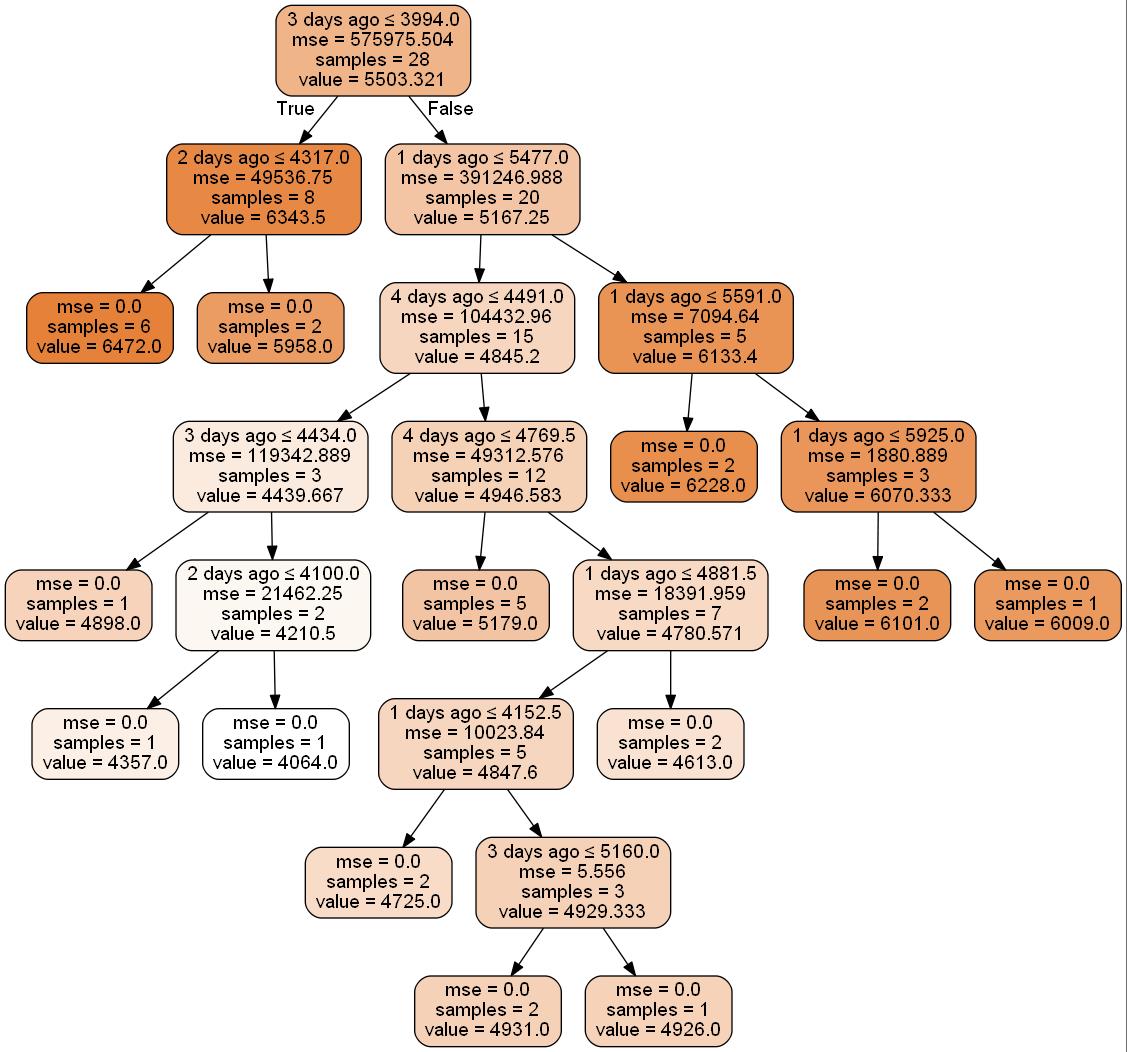 3 days ago ≤ 3994.0
mse = 575975.504
samples = 28
value = 5503.321
True
False
2 days ago ≤ 4317.0
mse = 49536.75
samples = 8
value = 6343.5
1 days ago ≤ 5477.0
mse = 391246.988
samples = 20
value = 5167.25
mse = 0.0
samples = 6
value = 6472.0
mse = 0.0
samples = 2
value = 5958.0
4 days ago ≤ 4491.0
mse = 104432.96
samples = 15
value = 4845.2
1 days ago ≤ 5591.0
mse = 7094.64
samples = 5
value = 6133.4
3 days ago ≤ 4434.0
mse = 119342.889
samples = 3
value = 4439.667
4 days ago ≤ 4769.5
mse = 49312.576
samples = 12
value = 4946.583
mse = 0.0
samples = 2
value = 6228.0
1 days ago ≤ 5925.0
mse = 1880.889
samples = 3
value = 6070.333
mse = 0.0
samples = 1
value = 4898.0
2 days ago ≤ 4100.0
mse = 21462.25
samples = 2
value = 4210.5
mse = 0.0
samples = 5
value = 5179.0
1 days ago ≤ 4881.5
mse = 18391.959
samples = 7
value = 4780.571
mse = 0.0
samples = 2
value = 6101.0
mse = 0.0
samples = 1
value = 6009.0
mse = 0.0
samples = 1
value = 4357.0
mse = 0.0
samples = 1
value = 4064.0
1 days ago ≤ 4152.5
mse = 10023.84
samples = 5
value = 4847.6
mse = 0.0
samples = 2
value = 4613.0
mse = 0.0
samples = 2
value = 4725.0
3 days ago ≤ 5160.0
mse = 5.556
samples = 3
value = 4929.333
mse = 0.0
samples = 2
value = 4931.0
mse = 0.0
samples = 1
value = 4926.0